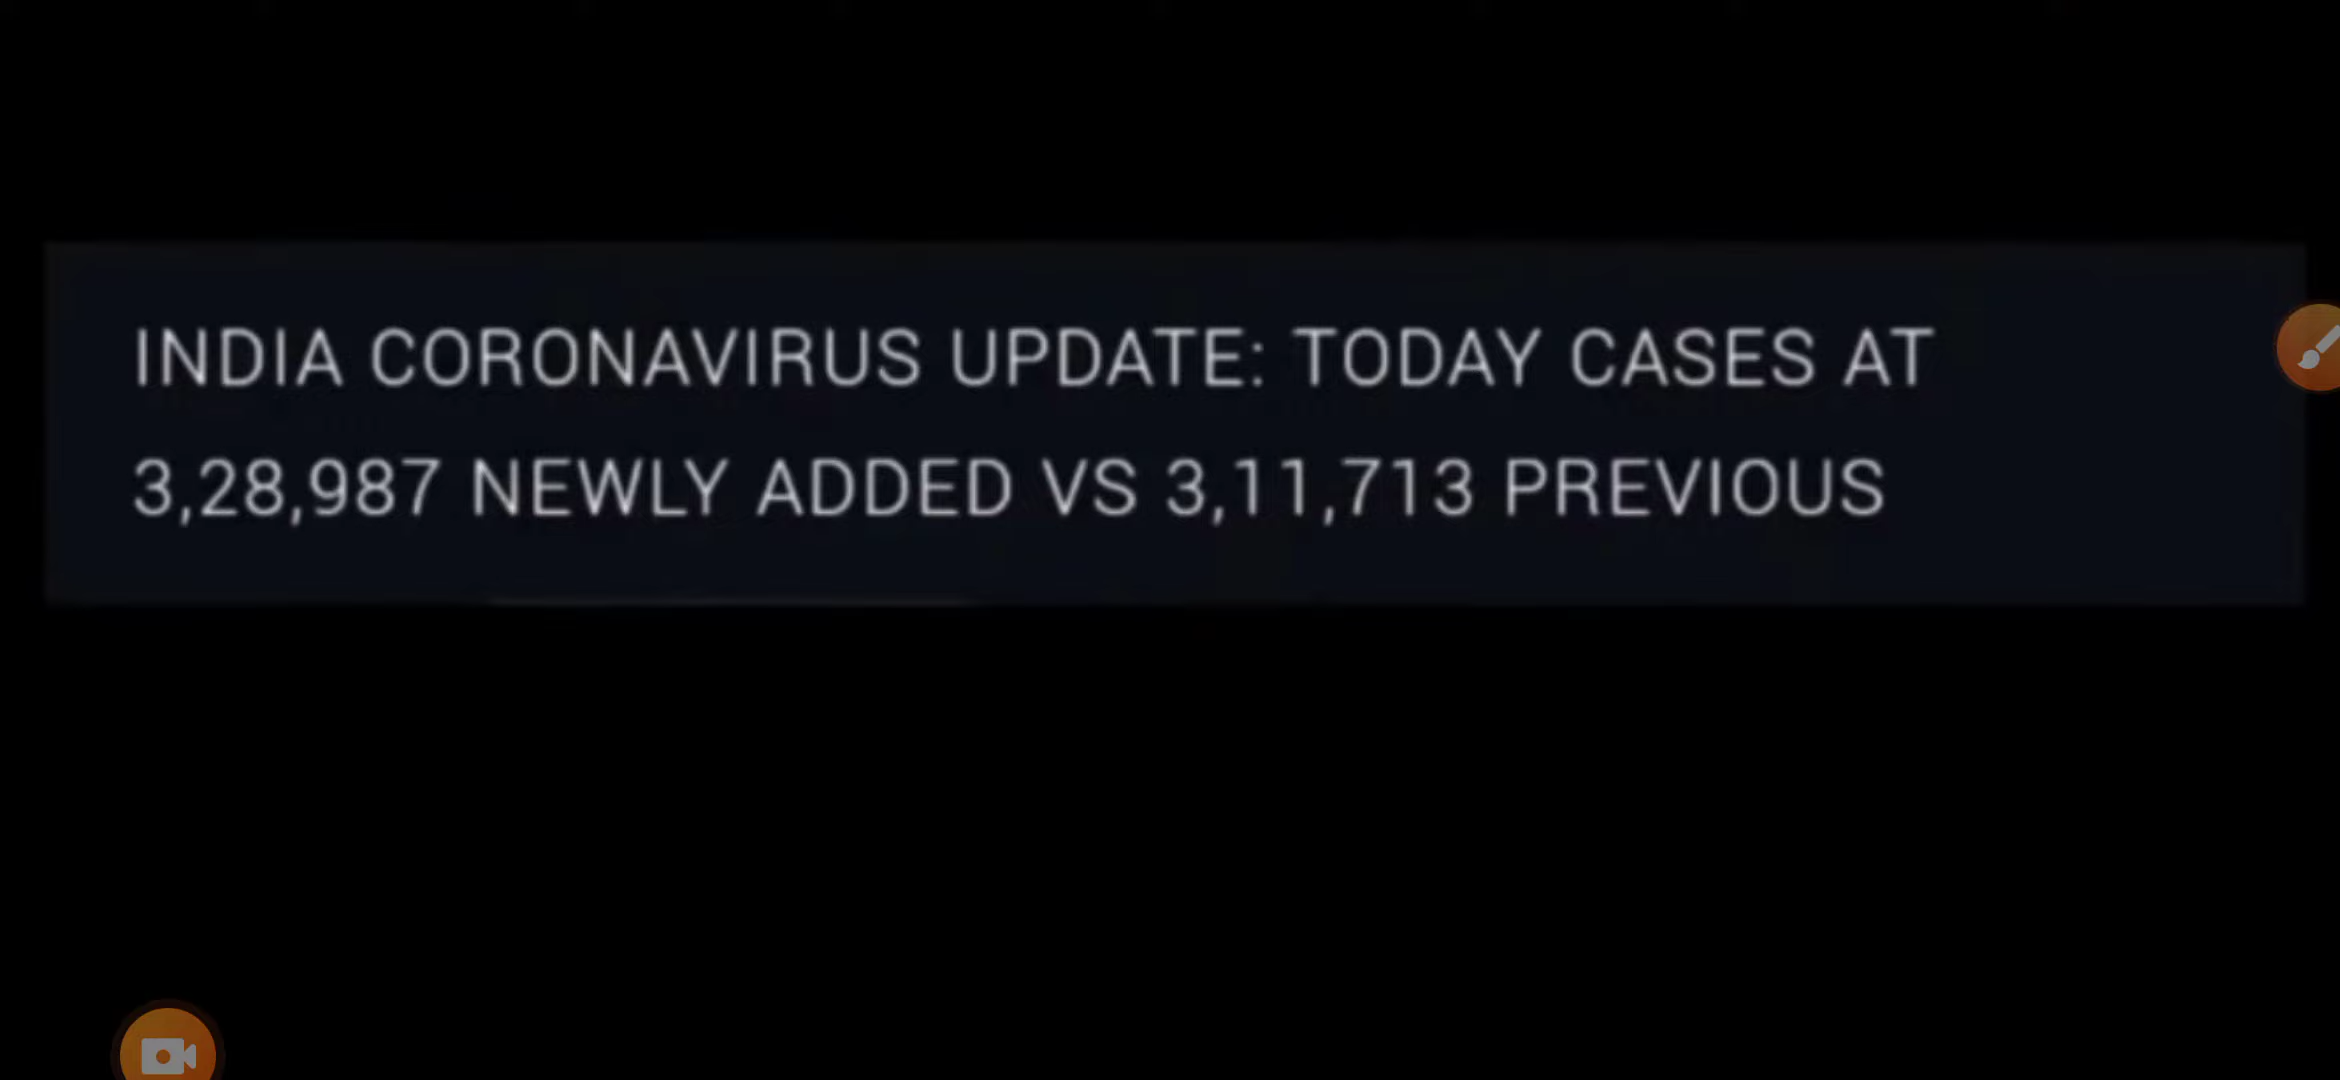 INDIA CORONAVIRUS UPDATE: TODAY CASES AT
3,28,987 NEWLY ADDED VS 3,11,713 PREVIOUS